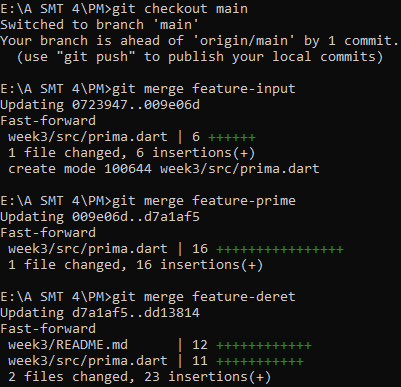 E:\A SMT 4\PM>git checkout main
Switched to branch 'main'
Your branch is ahead of 'origin/main' by 1 commit.
  (use "git push" to publish your local commits)

E:\A SMT 4\PM>git merge feature-input
Updating 0723947..009e06d
Fast-forward
 week3/src/prima.dart | 6 ++++++
 1 file changed, 6 insertions(+)
 create mode 100644 week3/src/prima.dart

E:\A SMT 4\PM>git merge feature-prime
Updating 009e06d..d7a1af5
Fast-forward
 week3/src/prima.dart | 16 ++++++++++++++++
 1 file changed, 16 insertions(+)

E:\A SMT 4\PM>git merge feature-deret
Updating d7a1af5..dd13814
Fast-forward
 week3/README.md      | 12 ++++++++++++
 week3/src/prima.dart | 11 +++++++++++
 2 files changed, 23 insertions(+)